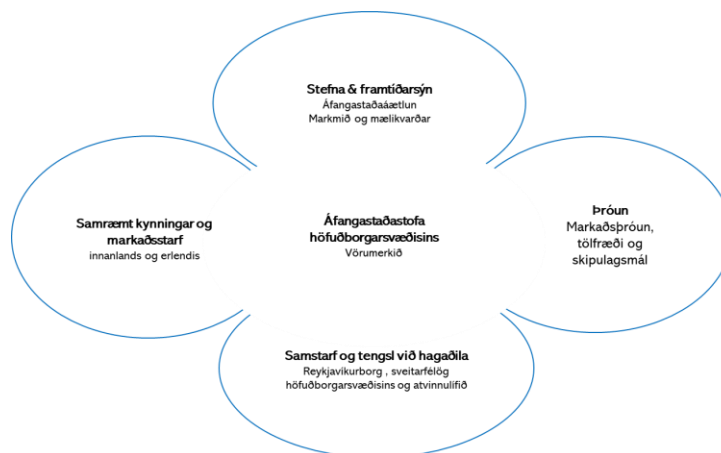 Stefna & framtíðarsýn
Áfangastaðaáætlun
Markmið og mælikvarðar
Samræmt kynningar og
markaðsstarf
innanlands og erlendis
Áfangastaðastofa
höfuðborgarsvæðisins
Vörumerkið
Þróun
Markaðsþróun,
tölfræði og
skipulagsmál
Samstarf og tengsl við hagaðila
Reykjavíkurborg , sveitarfélög
höfuðborgarsvæðisins og atvinnulífið